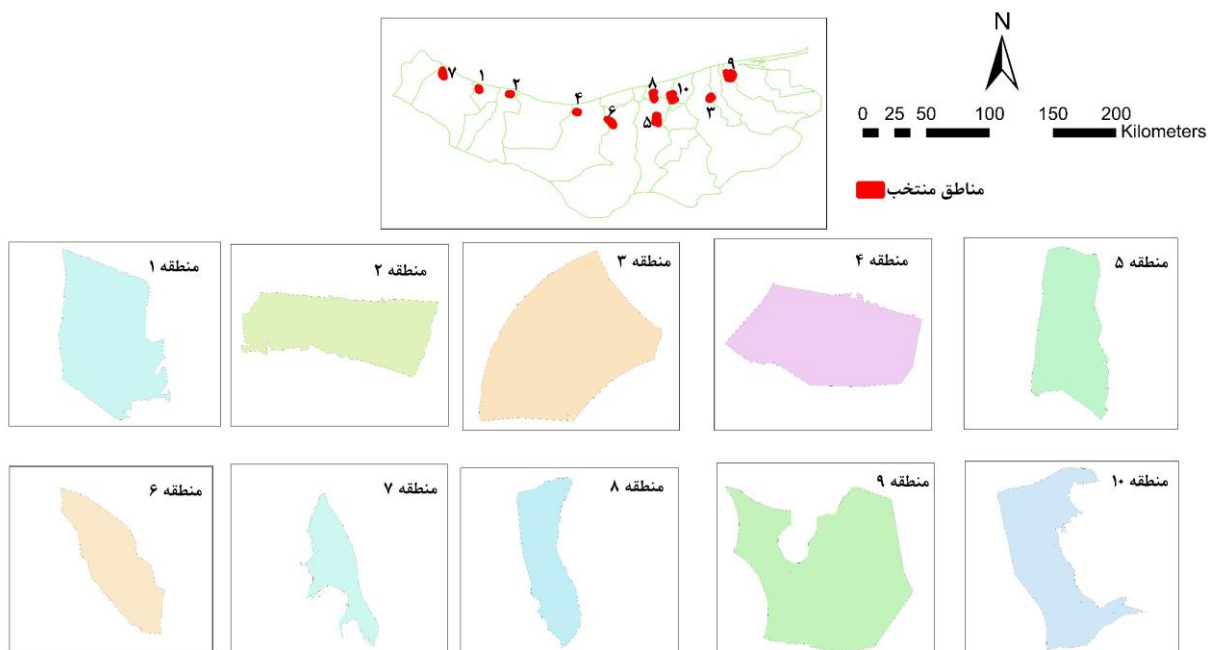 N
۷
۱
۲
۴
۶
۸
۵
۱۰
۳
۹
0 25 50 100 150 200
Kilometers
مناطق منتخب
منطقه ۱
منطقه ۲
منطقه ۳
منطقه ۴
منطقه ۵
منطقه ۶
منطقه ۷
منطقه ۸
منطقه ۹
منطقه ۱۰